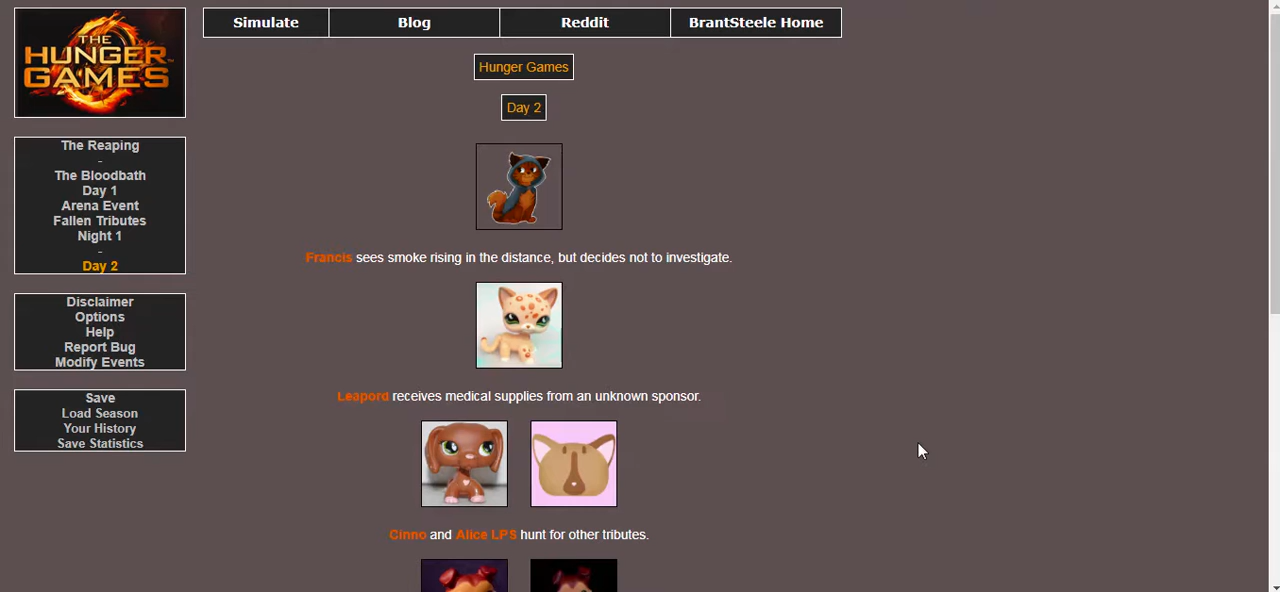 THE
HUNGER
GAMES
Simulate
Blog
Reddit
BrantSteele Home
The Reaping
-
The Bloodbath
Day 1
Arena Event
Fallen Tributes
Night 1
-
Day 2
Disclaimer
Options
Help
Report Bug
Modify Events
Save
Load Season
Your History
Save Statistics
Hunger Games
Day 2
Francis sees smoke rising in the distance, but decides not to investigate.
Leapord receives medical supplies from an unknown sponsor.
Cinno and Alice LPS hunt for other tributes.